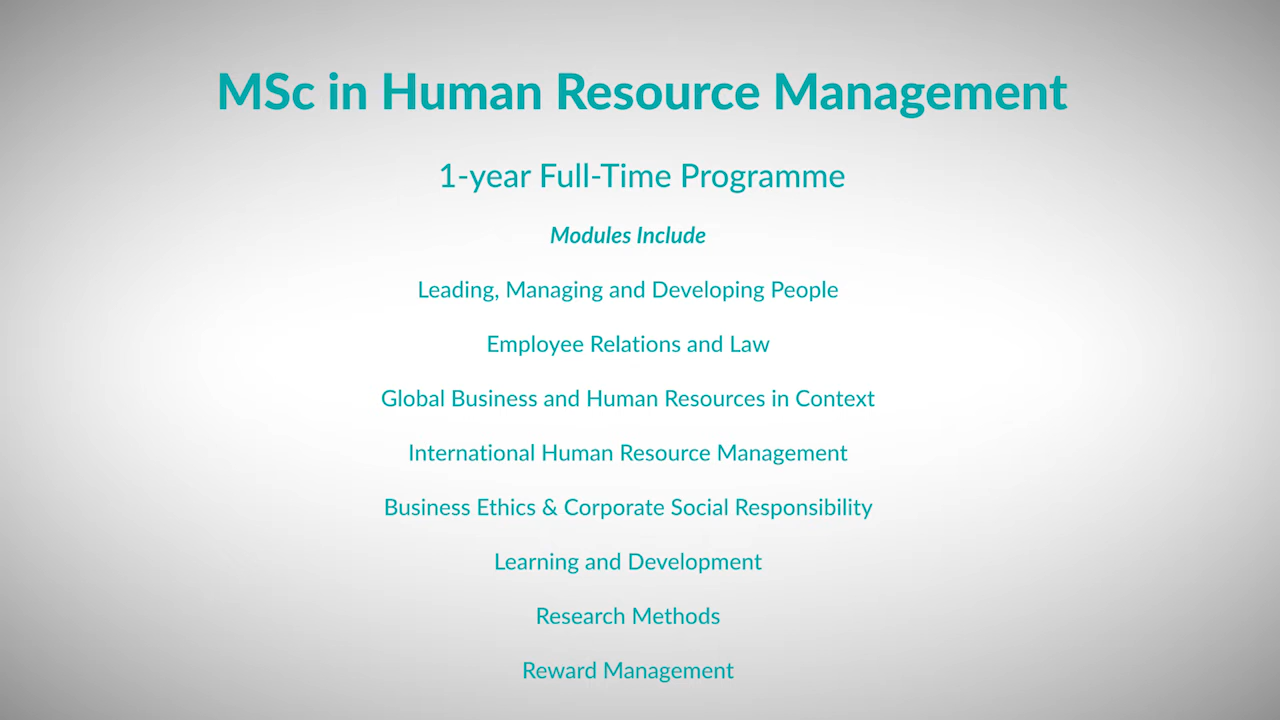 MSc in Human Resource Management
1-year Full-Time Programme
Modules Include
Leading, Managing and Developing People
Employee Relations and Law
Global Business and Human Resources in Context
International Human Resource Management
Business Ethics & Corporate Social Responsibility
Learning and Development
Research Methods
Reward Management